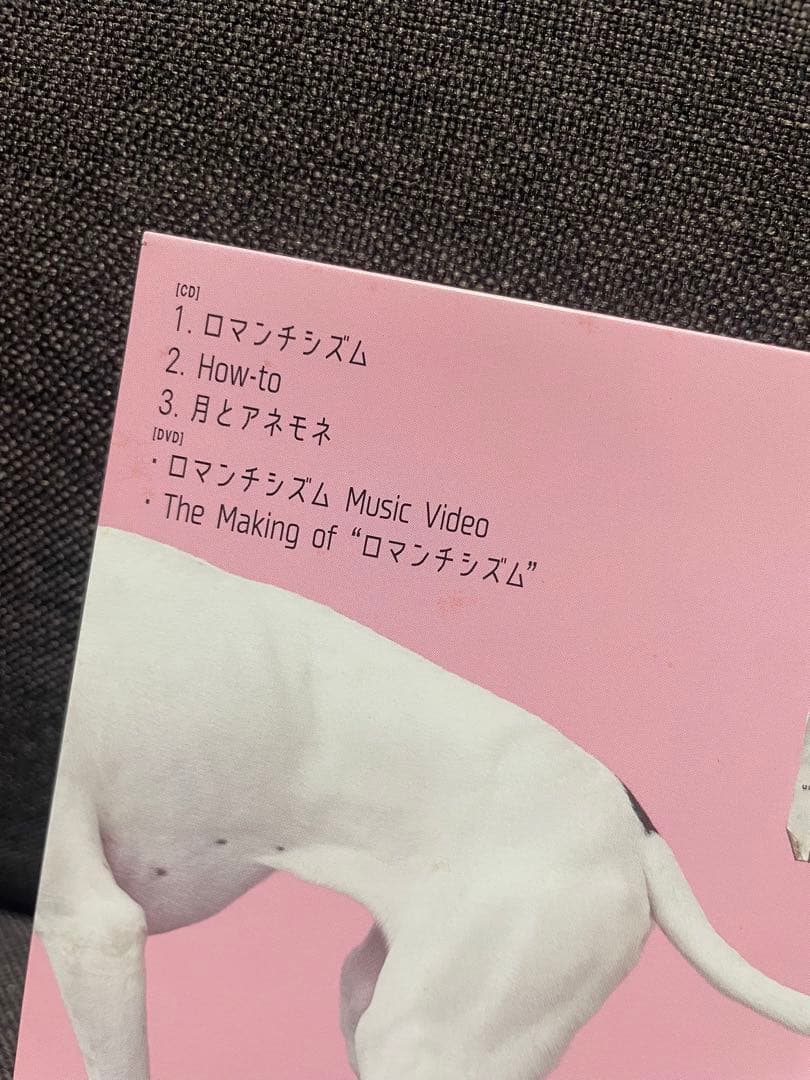 [CD]
1. ロマンチシズム
2. How-to
3. 月とアネモネ
[DVD]
・ロマンチシズム Music Video
・The Making of “ロマンチシズム”